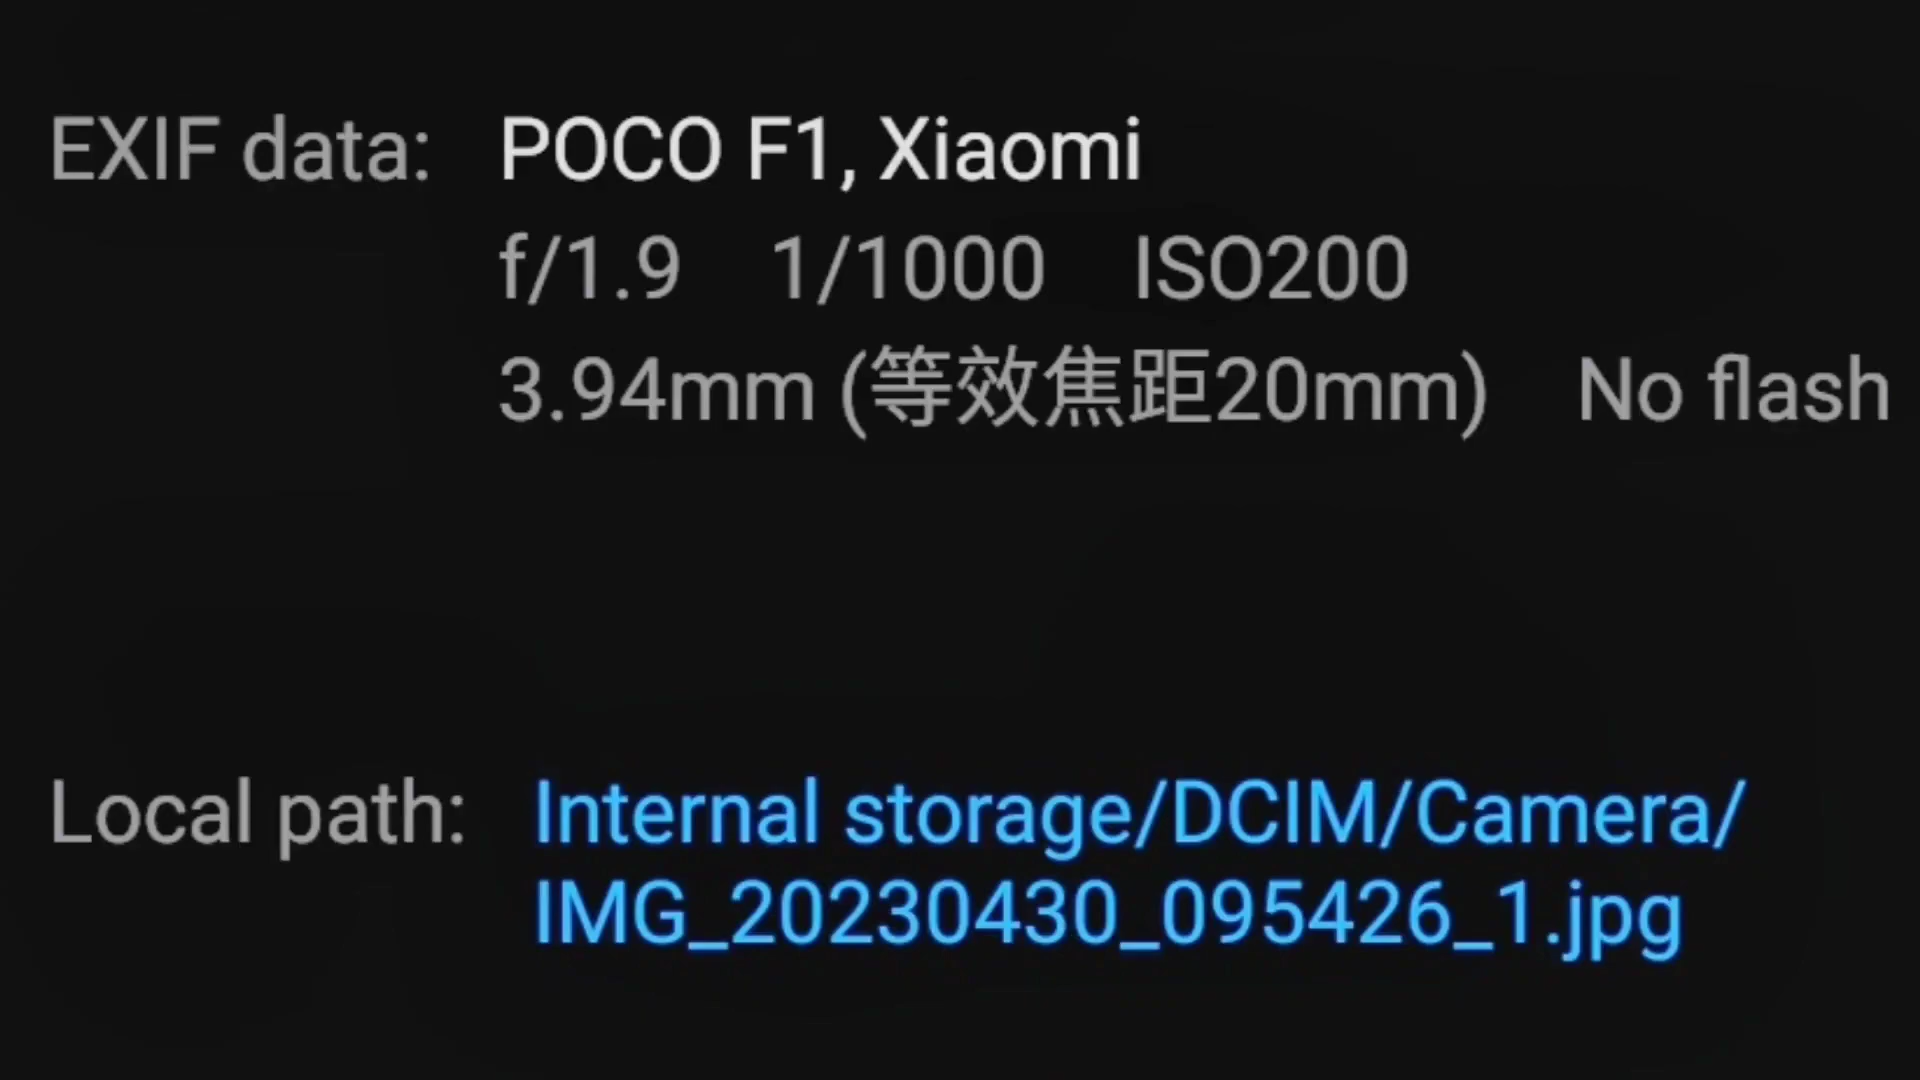 EXIF data: POCO F1, Xiaomi
f/1.9 1/1000 ISO200
3.94mm (等效焦距20mm) No flash
Local path: Internal storage/DCIM/Camera/
IMG_20230430_095426_1.jpg